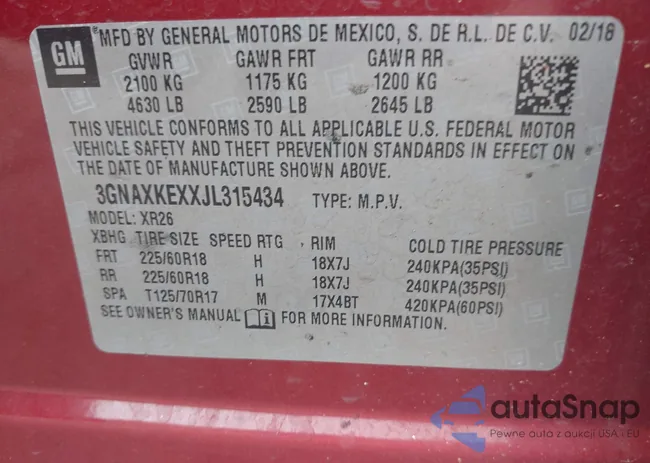 GM
MFD BY GENERAL MOTORS DE MEXICO, S. DE R.L. DE C.V. 02/18
GVWR GAWR FRT GAWR RR
2100 KG 1175 KG 1200 KG
4630 LB 2590 LB 2645 LB
THIS VEHICLE CONFORMS TO ALL APPLICABLE U.S. FEDERAL MOTOR
VEHICLE SAFETY AND THEFT PREVENTION STANDARDS IN EFFECT ON
THE DATE OF MANUFACTURE SHOWN ABOVE.
3GNAXKEXXJL315434 TYPE: M.P.V.
MODEL: XR26
XBHG TIRE SIZE SPEED RTG RIM COLD TIRE PRESSURE
FRT 225/60R18 H 18X7J 240KPA(35PSI)
RR 225/60R18 H 18X7J 240KPA(35PSI)
SPA T125/70R17 M 17X4BT 420KPA(60PSI)
SEE OWNER'S MANUAL FOR MORE INFORMATION.
autaSnap
Pewne auto z aukcji USA i EU